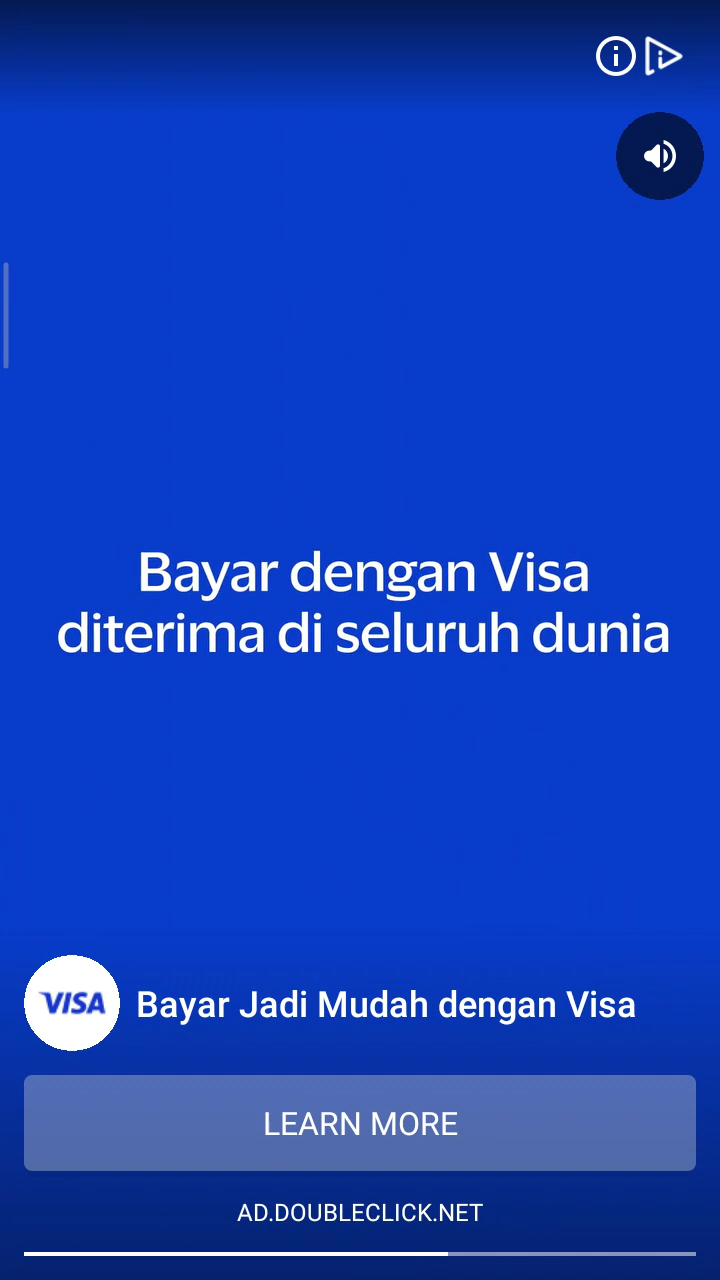 Bayar dengan Visa
diterima di seluruh dunia
VISA
Bayar Jadi Mudah dengan Visa
LEARN MORE
AD.DOUBLECLICK.NET